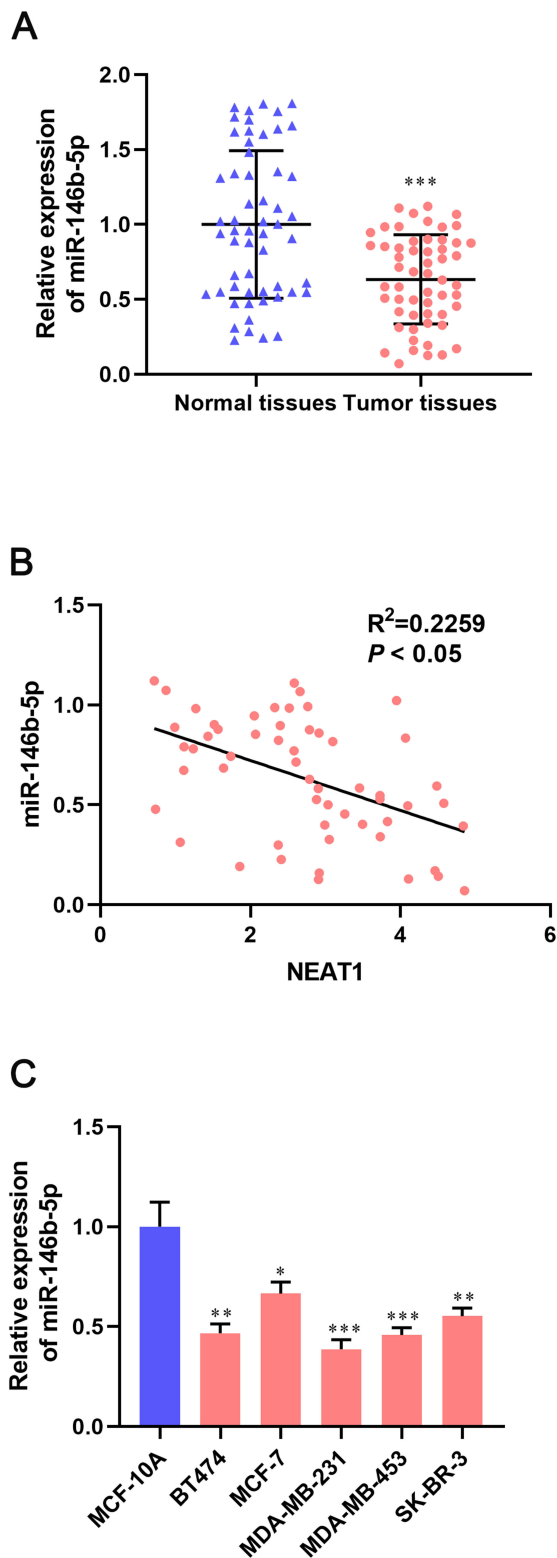 A
Relative expression
of miR-146b-5p
2.0
1.5
1.0
0.5
0.0
***
Normal tissues Tumor tissues
B
miR-146b-5p
1.5
1.0
0.5
0.0
R²=0.2259
P < 0.05
0 2 4 6
NEAT1
C
Relative expression
of miR-146b-5p
1.5
1.0
0.5
0.0
** * *** *** **
MCF-10A
BT474
MCF-7
MDA-MB-231
MDA-MB-453
SK-BR-3